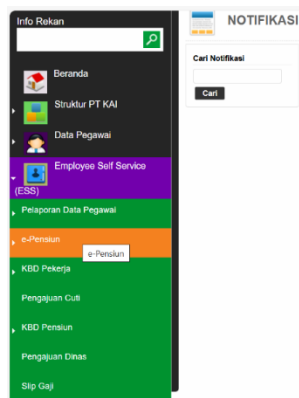 Info Rekan
NOTIFIKASI
Cari Notifikasi
Cari
Beranda
Struktur PT KAI
Data Pegawai
Employee Self Service
(ESS)
Pelaporan Data Pegawai
e-Pensiun
e-Pensiun
KBD Pekerja
Pengajuan Cuti
KBD Pensiun
Pengajuan Dinas
Slip Gaji